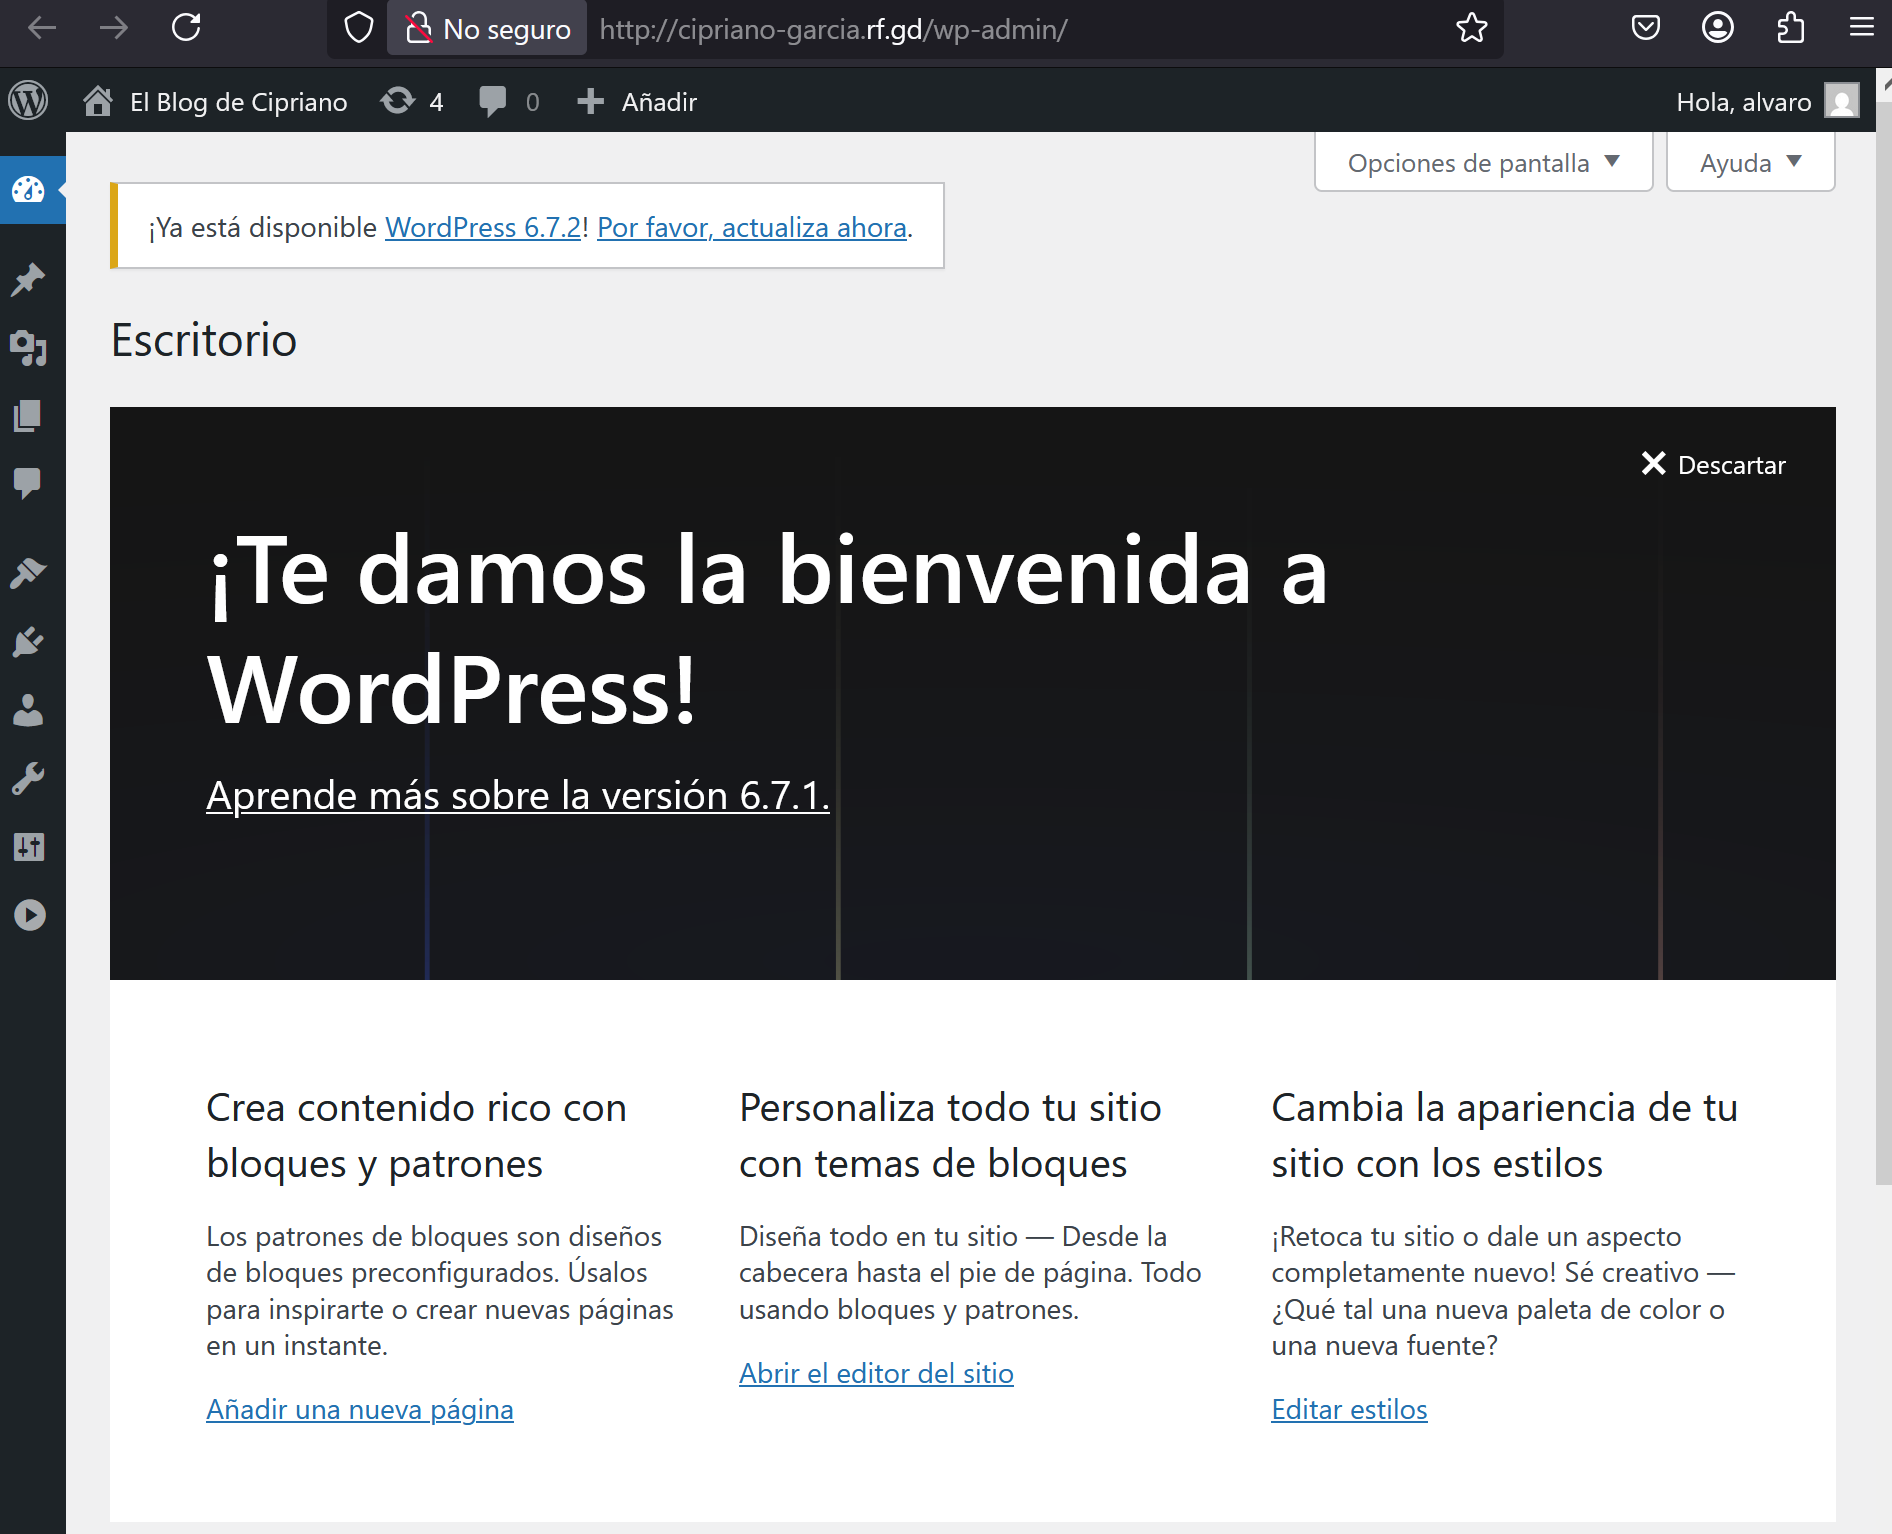 No seguro http://cipriano-garcia.rf.gd/wp-admin/
El Blog de Cipriano 4 0 Añadir Hola, alvaro
Opciones de pantalla Ayuda
¡Ya está disponible WordPress 6.7.2! Por favor, actualiza ahora.
Escritorio
Descartar
¡Te damos la bienvenida a
WordPress!
Aprende más sobre la versión 6.7.1.
Crea contenido rico con
bloques y patrones
Los patrones de bloques son diseños
de bloques preconfigurados. Úsalos
para inspirarte o crear nuevas páginas
en un instante.
Añadir una nueva página
Personaliza todo tu sitio
con temas de bloques
Diseña todo en tu sitio — Desde la
cabecera hasta el pie de página. Todo
usando bloques y patrones.
Abrir el editor del sitio
Cambia la apariencia de tu
sitio con los estilos
¡Retoca tu sitio o dale un aspecto
completamente nuevo! Sé creativo —
¿Qué tal una nueva paleta de color o
una nueva fuente?
Editar estilos